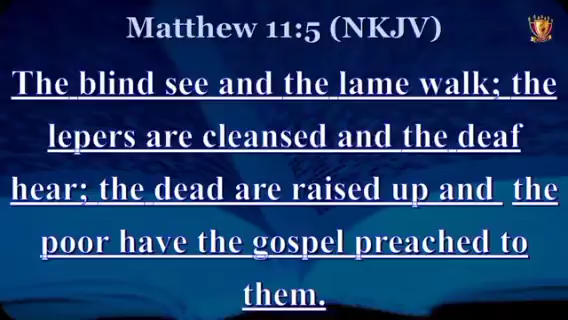 Matthew 11:5 (NKJV)
The blind see and the lame walk; the
lepers are cleansed and the deaf
hear; the dead are raised up and  the
poor have the gospel preached to
them.